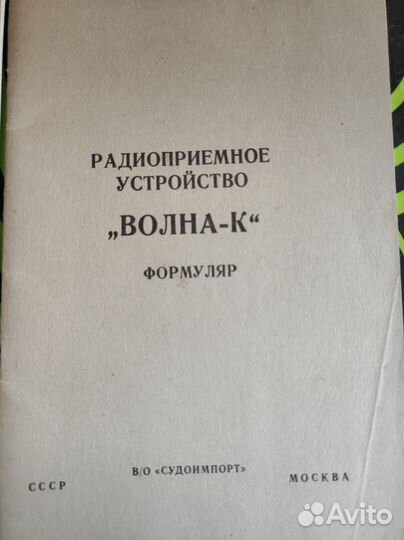 РАДИОПРИЕМНОЕ
УСТРОЙСТВО
„ВОЛНА-К“
ФОРМУЛЯР
В/О «СУДОИМПОРТ»
СССР МОСКВА
Avito